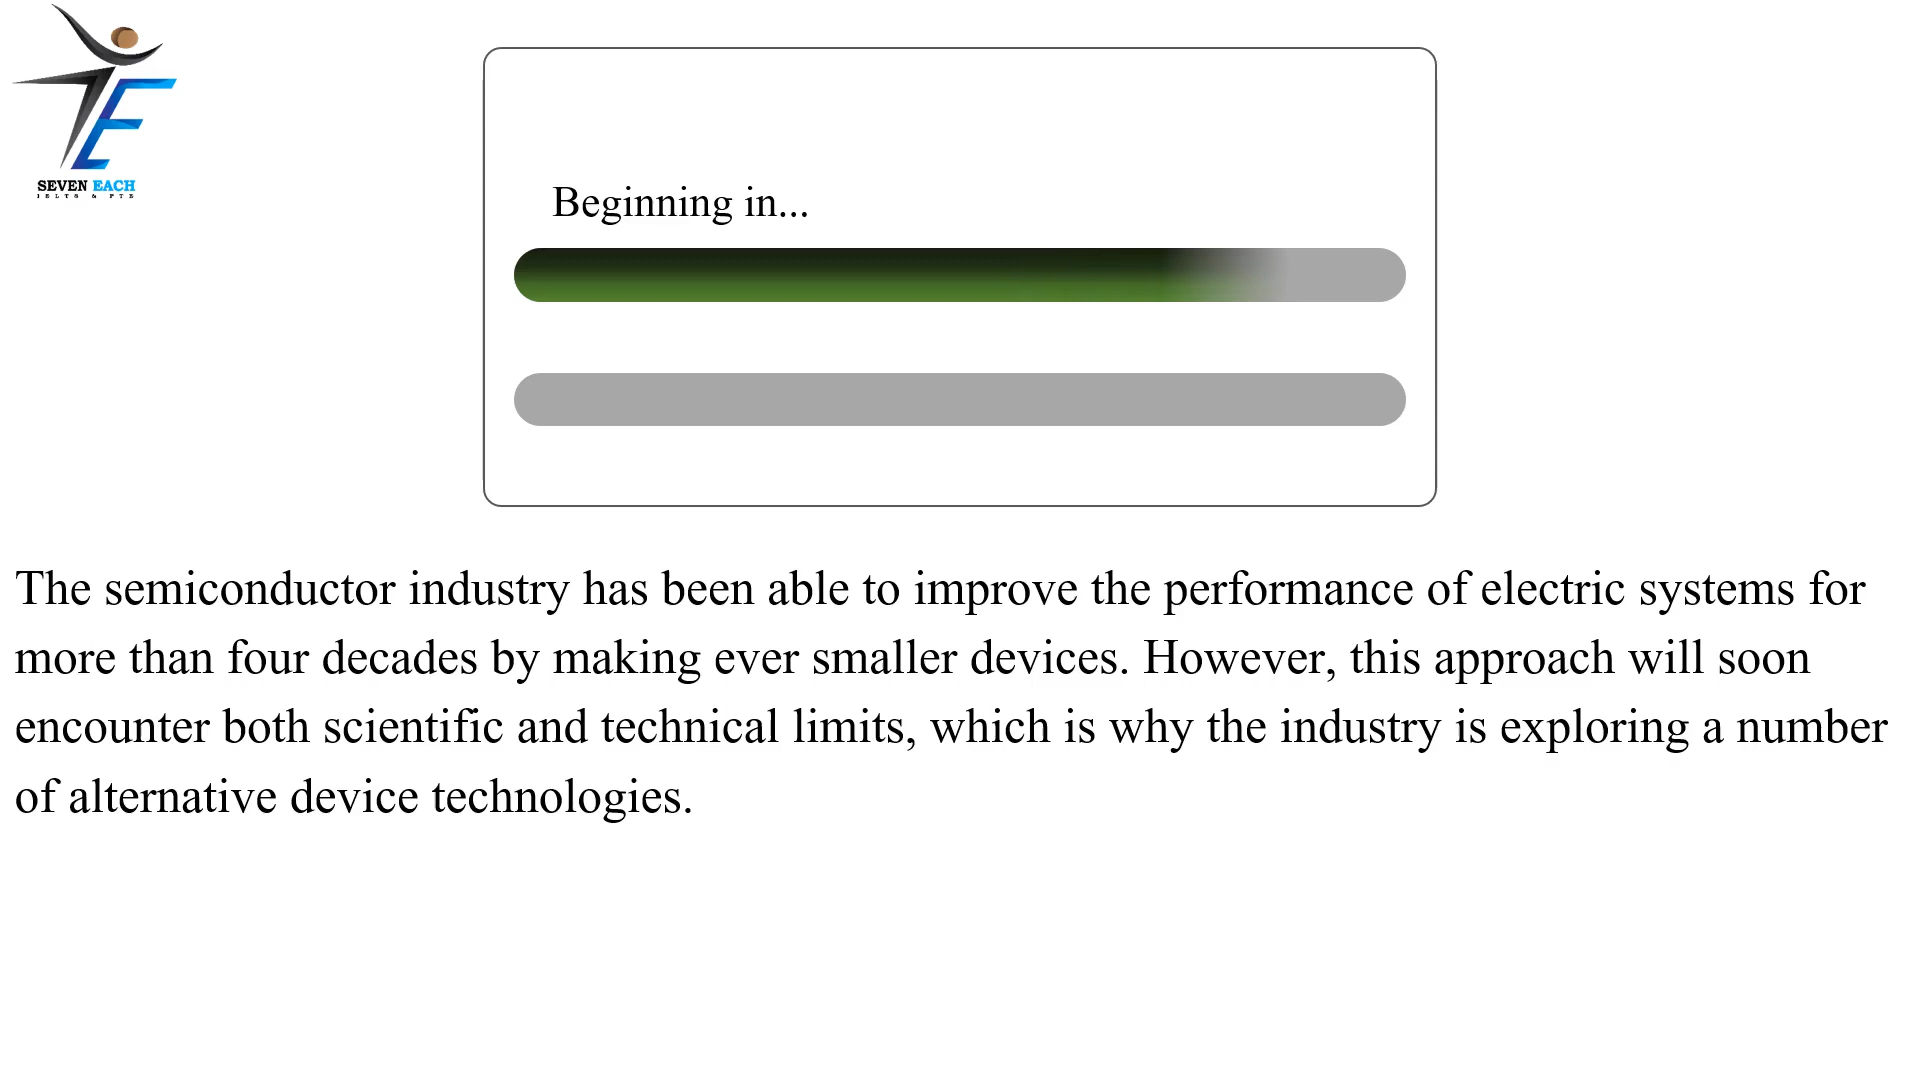 SEVEN EACH
IELTS & PTE
Beginning in...
The semiconductor industry has been able to improve the performance of electric systems for
more than four decades by making ever smaller devices. However, this approach will soon
encounter both scientific and technical limits, which is why the industry is exploring a number
of alternative device technologies.